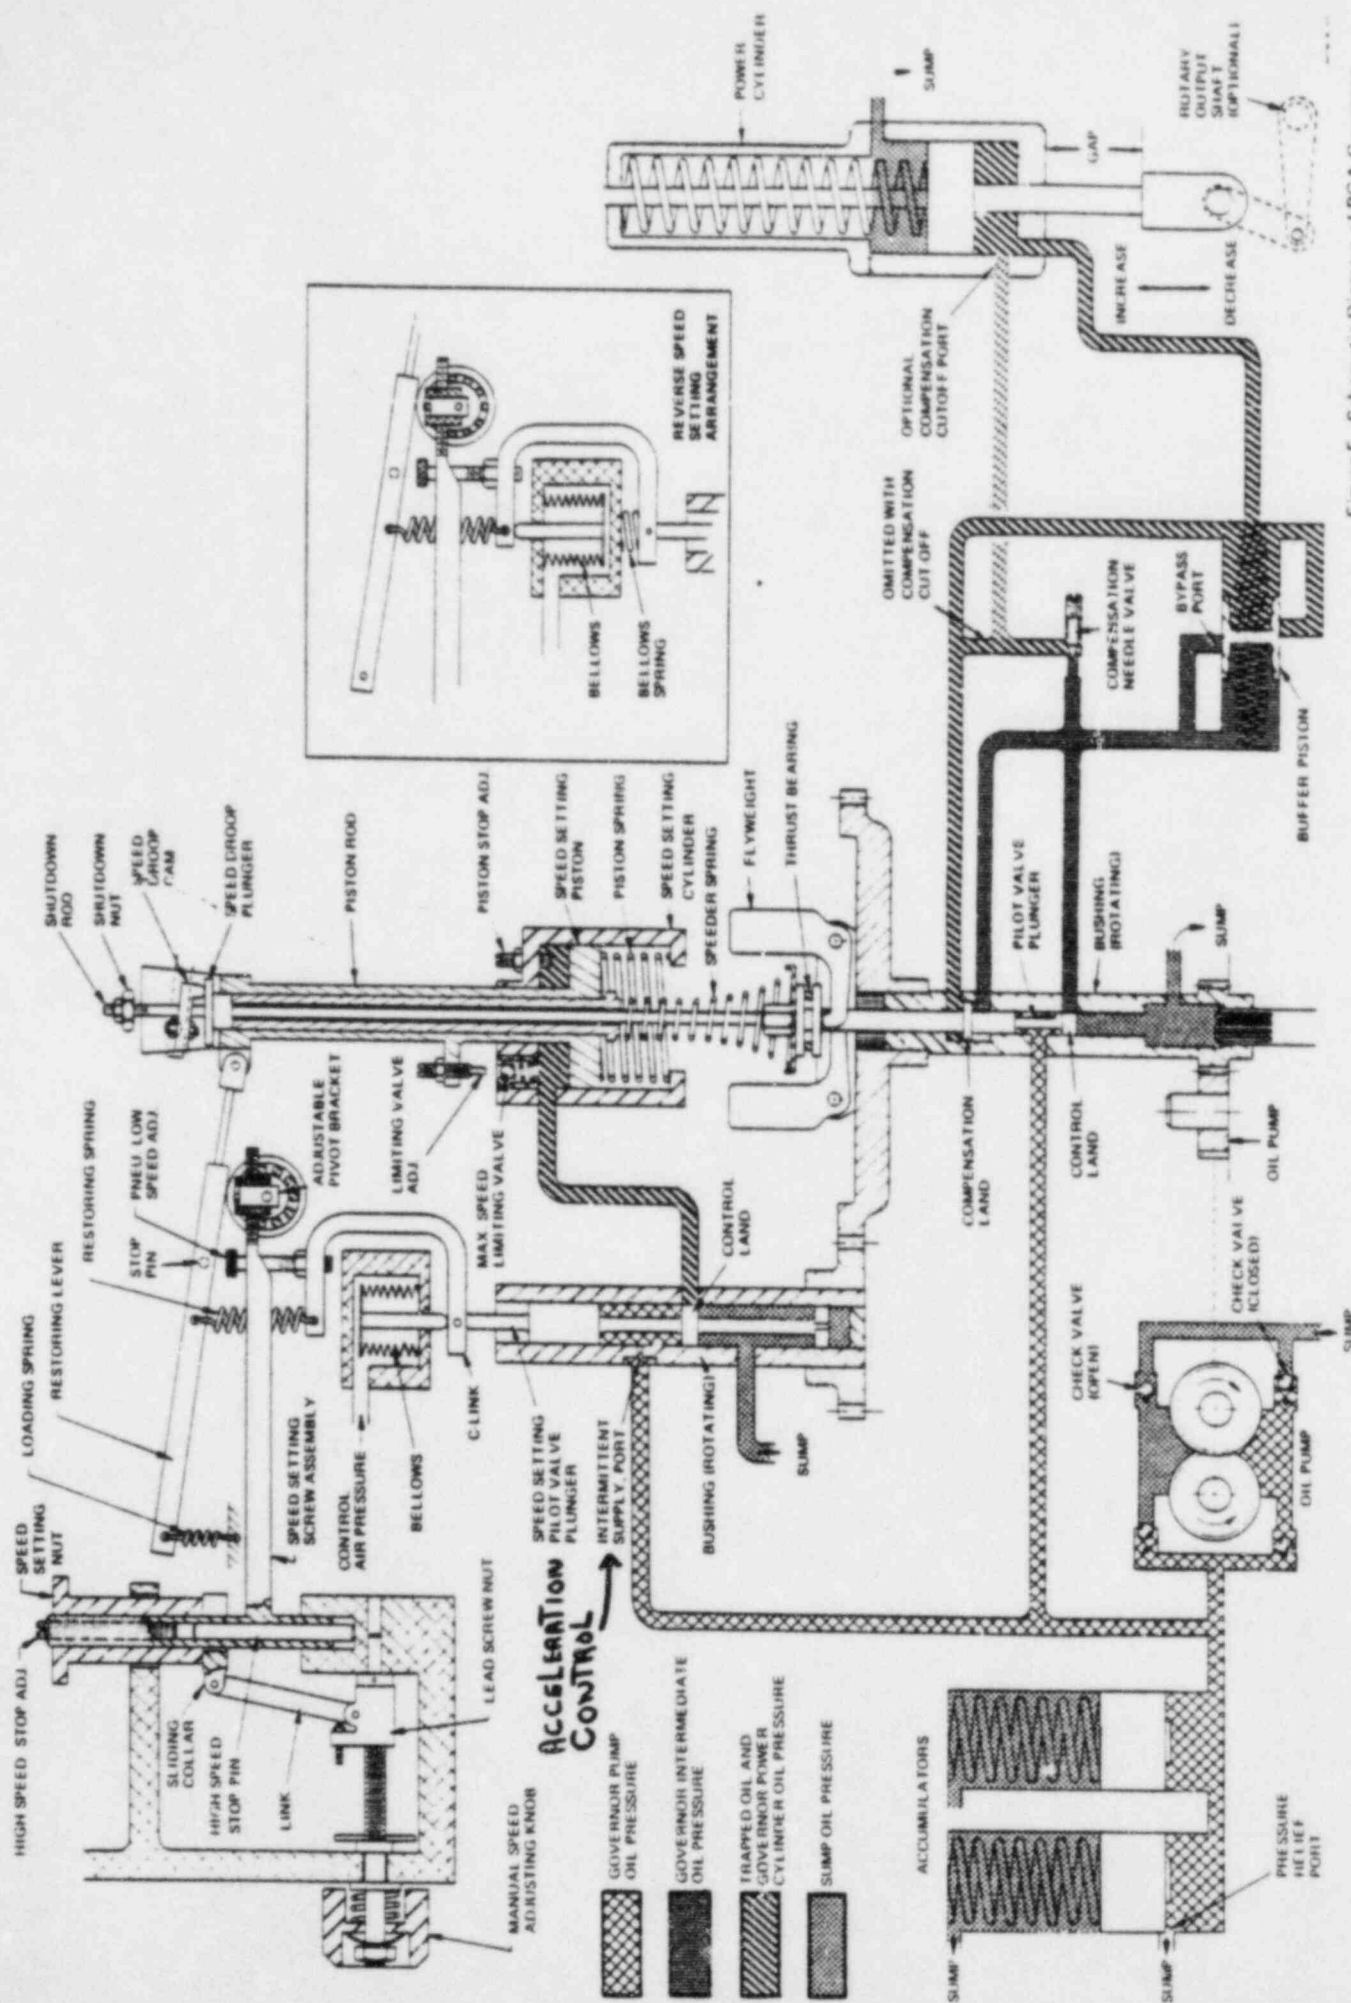 HIGH SPEED STOP ADJ
SPEED
SETTING
NUT
LOADING SPRING
RESTORING LEVER
RESTORING SPRING
STOP
PIN
PNEU. LOW
SPEED ADJ.
SHUTDOWN
ROD
SHUTDOWN
NUT
SPEED
DROOP
CAM
SPEED DROOP
PLUNGER
PISTON ROD
ADJUSTABLE
PIVOT BRACKET
LIMITING VALVE
ADJ.
MAX. SPEED
LIMITING VALVE
PISTON STOP ADJ.
SPEED SETTING
PISTON
PISTON SPRING
SPEED SETTING
CYLINDER
SPEEDER SPRING
FLYWEIGHT
THRUST BEARING
SLIDING
COLLAR
HIGH SPEED
STOP PIN
LINK
LEAD SCREW NUT
MANUAL SPEED
ADJUSTING KNOB
SPEED SETTING
SCREW ASSEMBLY
CONTROL
AIR PRESSURE
BELLOWS
C-LINK
SPEED SETTING
PILOT VALVE
PLUNGER
INTERMITTENT
SUPPLY PORT
ACCELERATION
CONTROL
BUSHING (ROTATING)
SUMP
CONTROL
LAND
BELLOWS
BELLOWS
SPRING
REVERSE SPEED
SETTING
ARRANGEMENT
POWER
CYLINDER
SUMP
GAP
ROTARY
OUTPUT
SHAFT
(OPTIONAL)
INCREASE
DECREASE
OPTIONAL
COMPENSATION
CUTOFF PORT
OMITTED WITH
COMPENSATION
CUT OFF
COMPENSATION
NEEDLE VALVE
BYPASS
PORT
BUFFER PISTON
PILOT VALVE
PLUNGER
BUSHING
(ROTATING)
SUMP
COMPENSATION
LAND
CONTROL
LAND
OIL PUMP
CHECK VALVE
(OPEN)
CHECK VALVE
(CLOSED)
SUMP
OIL PUMP
GOVERNOR PUMP
OIL PRESSURE
GOVERNOR INTERMEDIATE
OIL PRESSURE
TRAPPED OIL AND
GOVERNOR POWER
CYLINDER OIL PRESSURE
SUMP OIL PRESSURE
ACCUMULATORS
SUMP
SUMP
PRESSURE
RELIEF
PORT